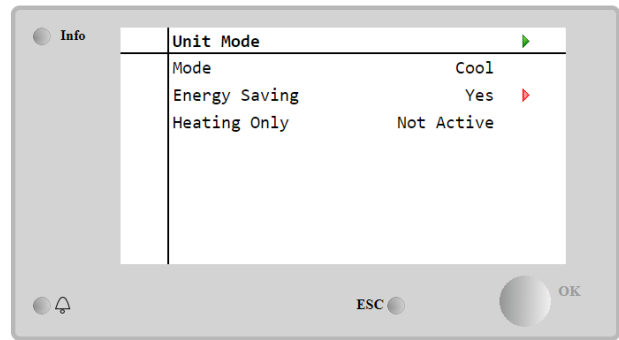 Info
Unit Mode
Mode Cool
Energy Saving Yes
Heating Only Not Active
ESC
OK